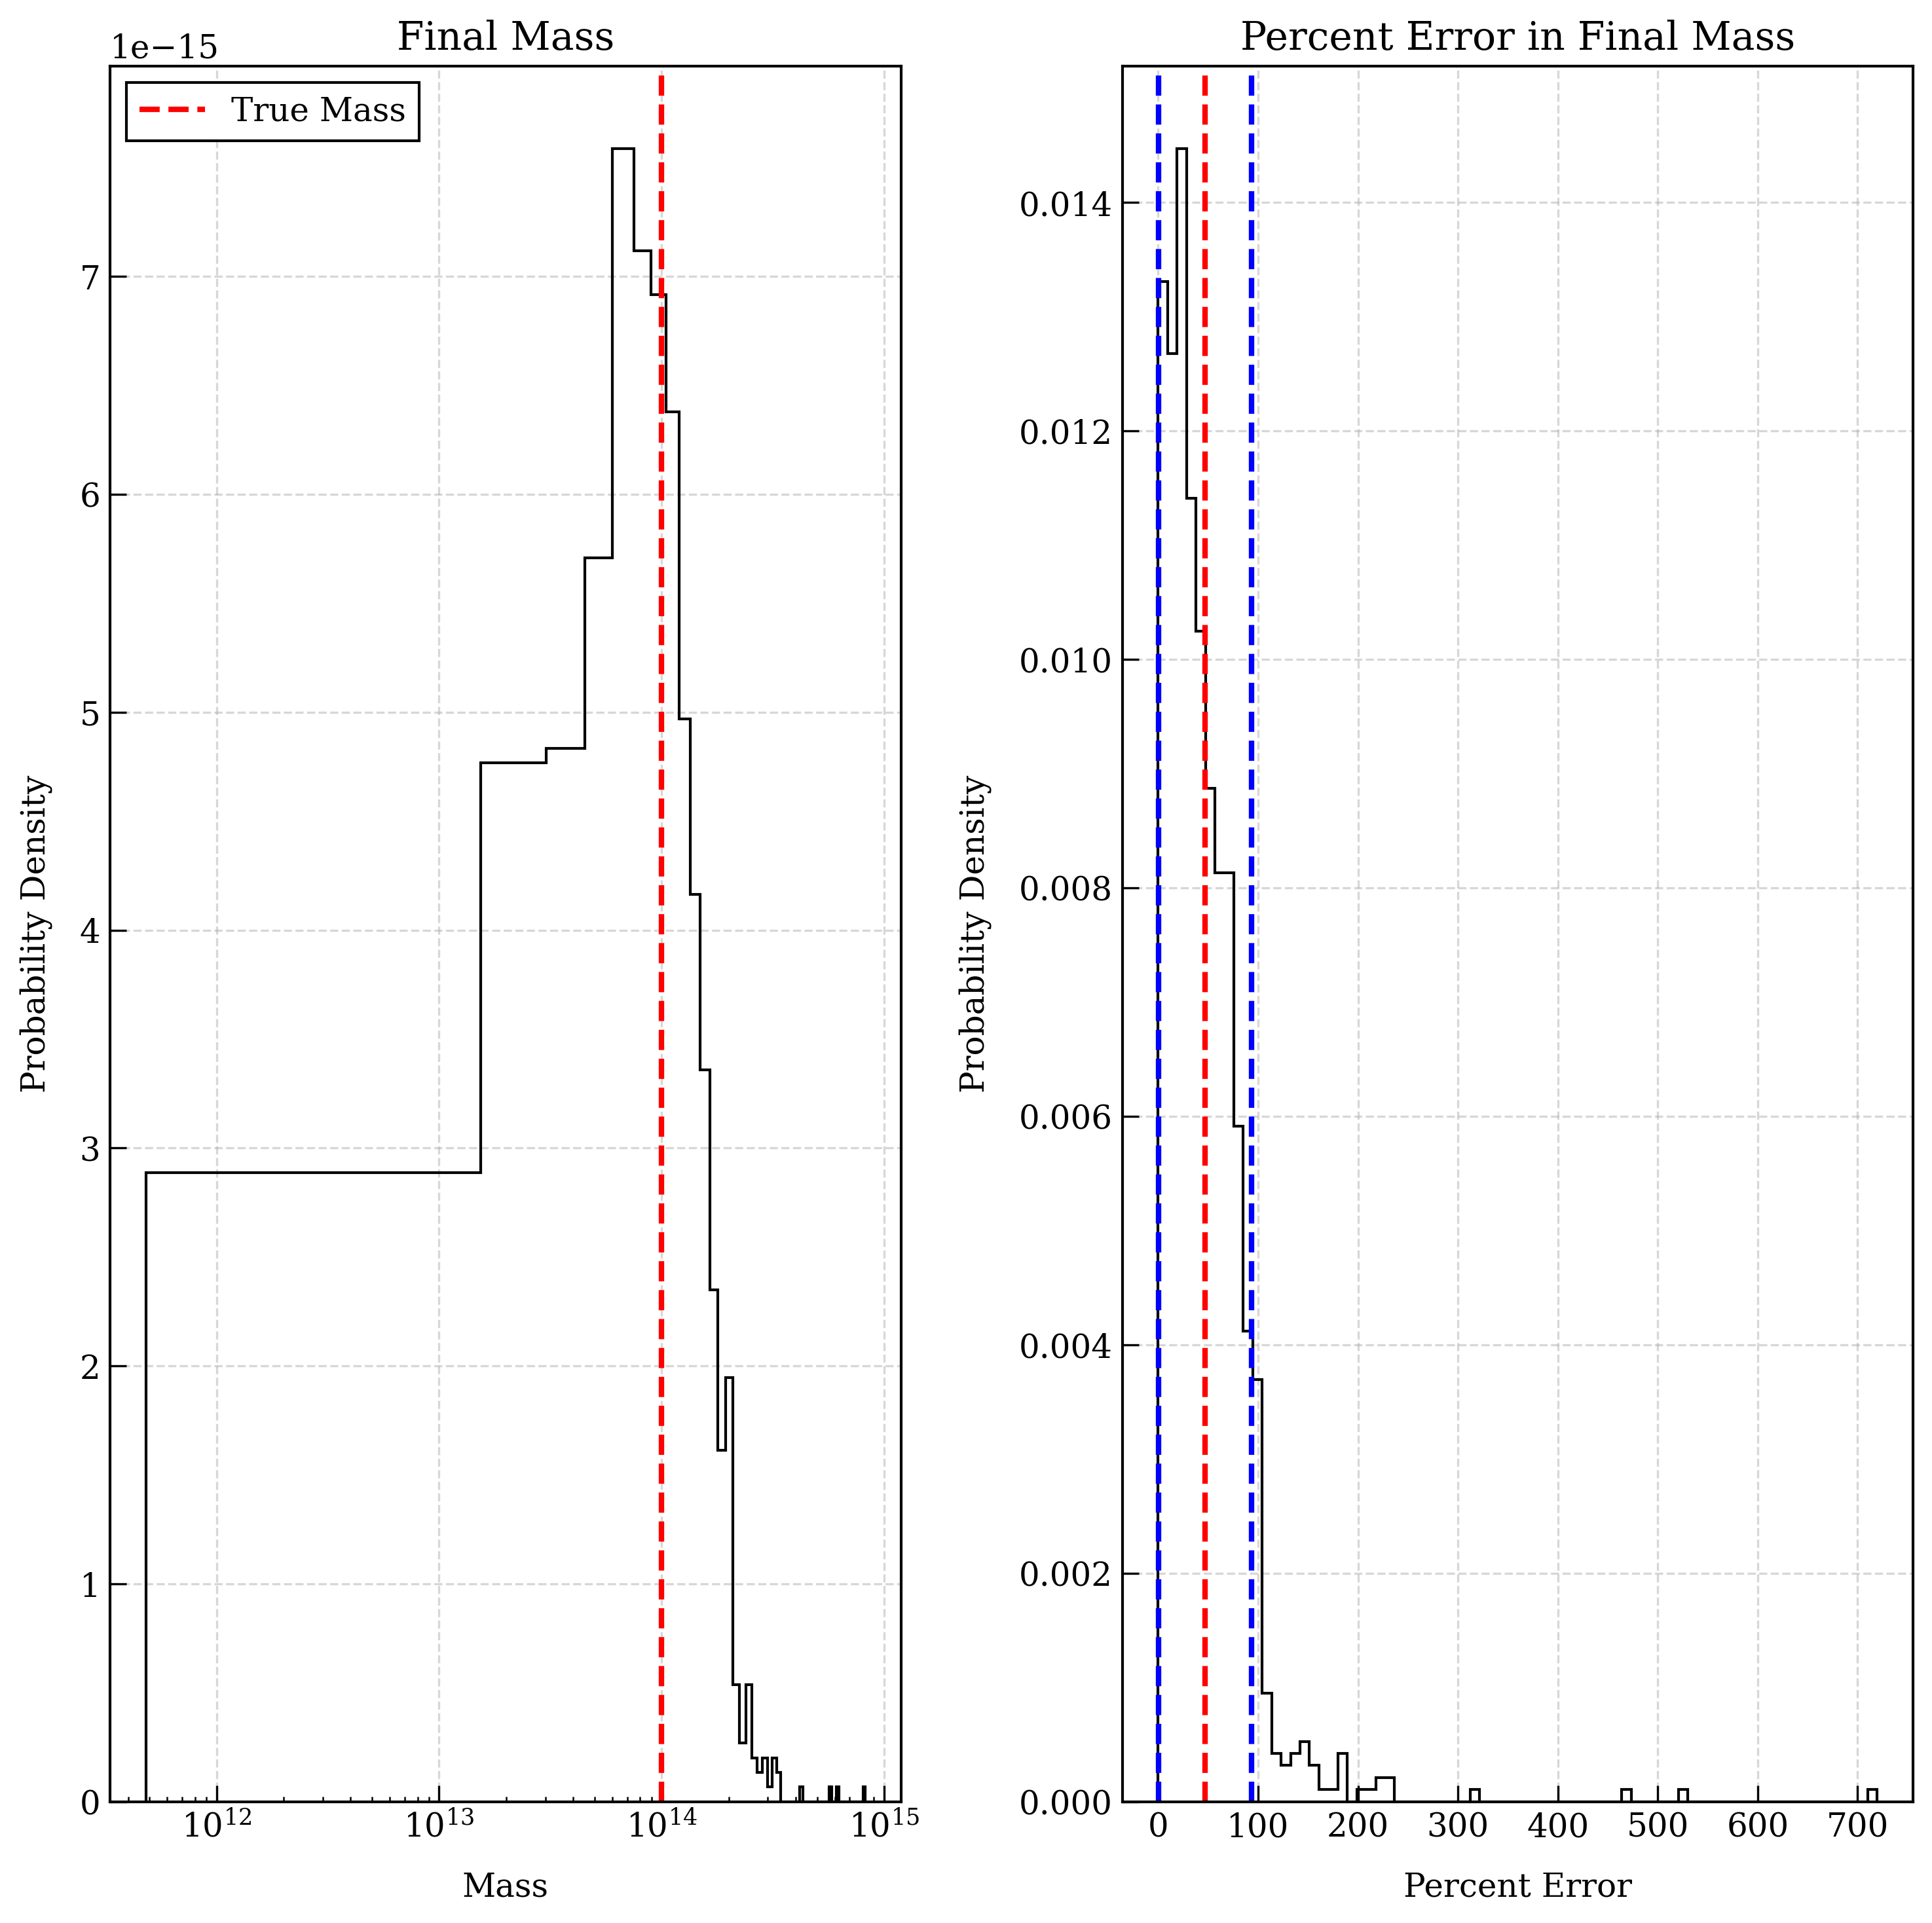 Final Mass
1e−15
True Mass
Probability Density
7
6
5
4
3
2
1
0
10^12 10^13 10^14 10^15
Mass
Percent Error in Final Mass
Probability Density
0.014
0.012
0.010
0.008
0.006
0.004
0.002
0.000
0 100 200 300 400 500 600 700
Percent Error